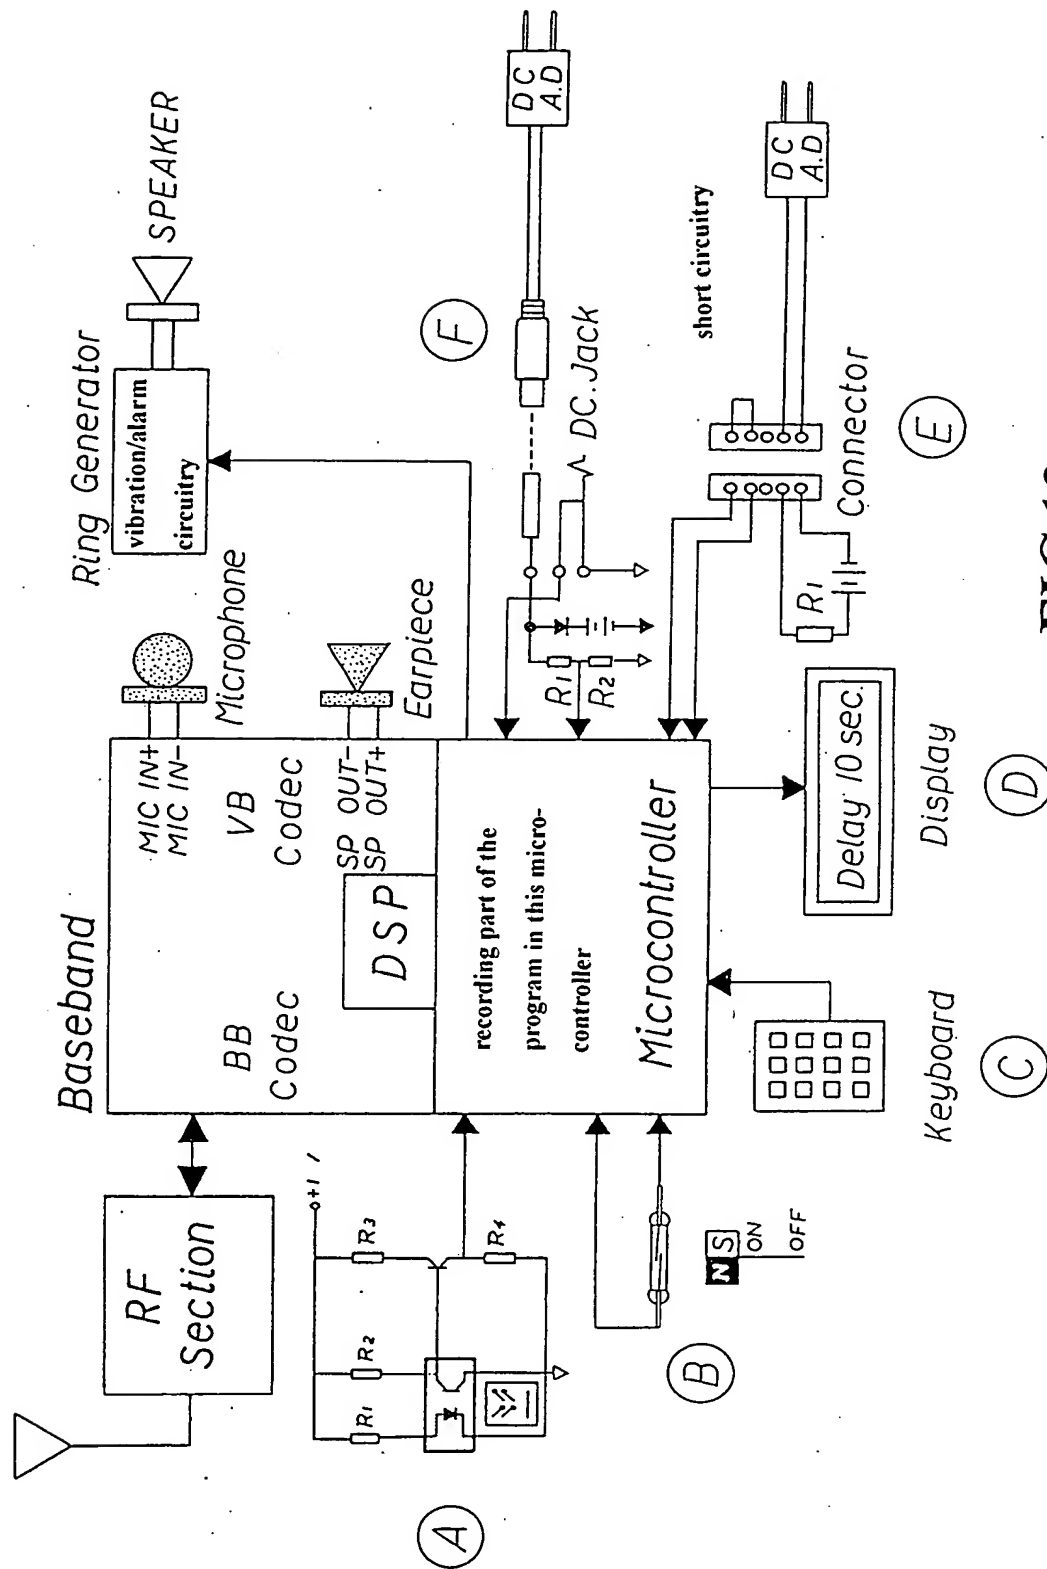 Baseband
RF
Section
BB
Codec
VB
Codec
MIC IN+
MIC IN-
SP OUT-
SP OUT+
DSP
Microphone
Earpiece
Ring Generator
vibration/alarm
circuitry
SPEAKER
recording part of the
program in this micro-
controller
Microcontroller
R1
R2
R3
R4
A
B
N S
ON
OFF
Keyboard
C
Delay 10 sec.
Display
D
R1
R2
DC.Jack
F
DC
A.D
R1
Connector
E
short circuitry
DC
A.D